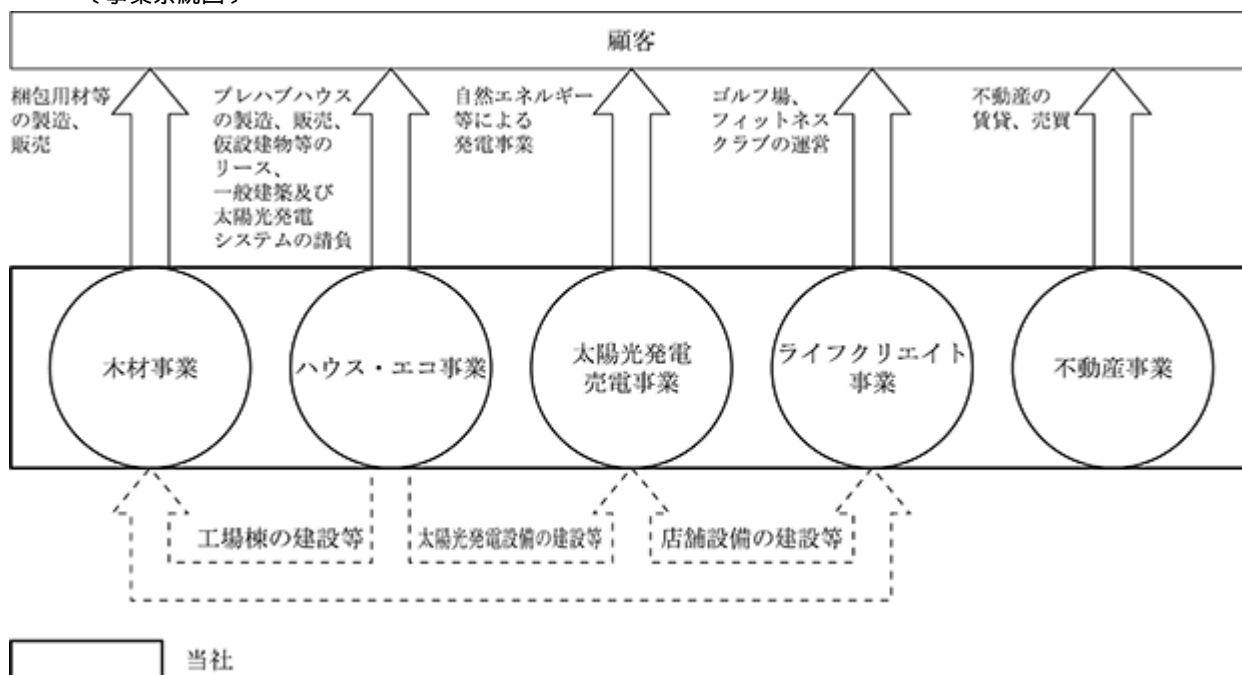 顧客
梱包用材等
の製造、
販売
プレハブハウス
の製造、販売、
仮設建物等の
リース、
一般建築及び
太陽光発電
システムの請負
自然エネルギー
等による
発電事業
ゴルフ場、
フィットネス
クラブの運営
不動産の
賃貸、売買
木材事業
ハウス・エコ事業
太陽光発電
売電事業
ライフクリエイト
事業
不動産事業
工場棟の建設等
太陽光発電設備の建設等
店舗設備の建設等
当社